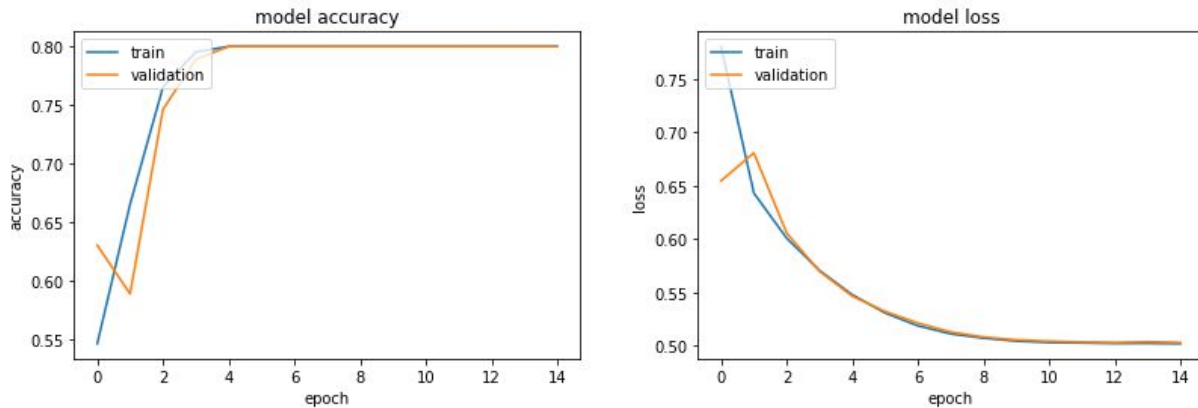 model accuracy
train
validation
0.80
0.75
0.70
0.65
0.60
0.55
accuracy
0 2 4 6 8 10 12 14
epoch
model loss
train
validation
0.75
0.70
0.65
0.60
0.55
0.50
loss
0 2 4 6 8 10 12 14
epoch